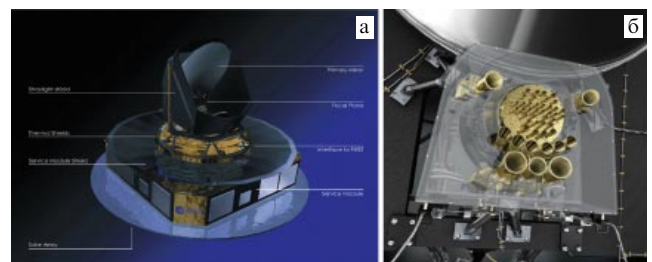 а
б
Primary mirror
Focal Plane
Thermal Shields
Interface to FIRST
Service Module Shield
Service module
Solar Array